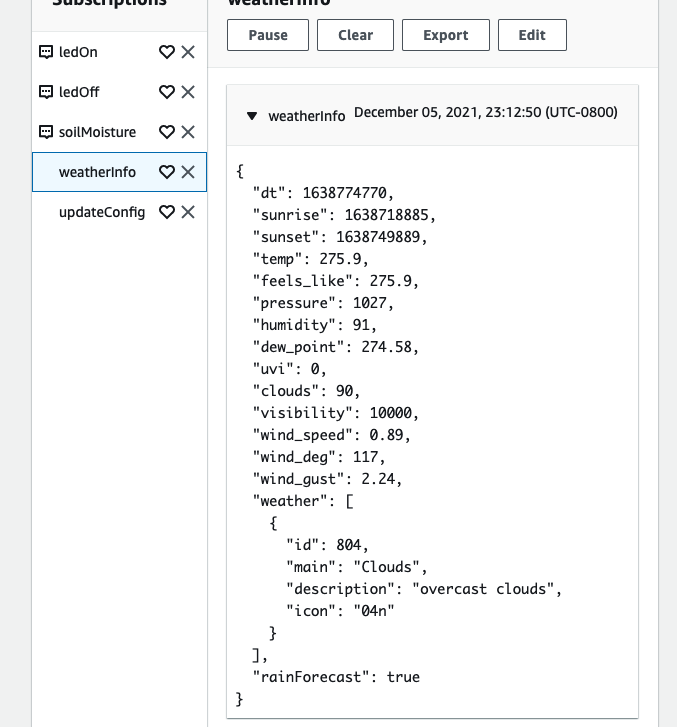 Subscriptions
weatherInfo
Pause Clear Export Edit
ledOn
ledOff
soilMoisture
weatherInfo
updateConfig
weatherInfo December 05, 2021, 23:12:50 (UTC-0800)
{
"dt": 1638774770,
"sunrise": 1638718885,
"sunset": 1638749889,
"temp": 275.9,
"feels_like": 275.9,
"pressure": 1027,
"humidity": 91,
"dew_point": 274.58,
"uvi": 0,
"clouds": 90,
"visibility": 10000,
"wind_speed": 0.89,
"wind_deg": 117,
"wind_gust": 2.24,
"weather": [
{
"id": 804,
"main": "Clouds",
"description": "overcast clouds",
"icon": "04n"
}
],
"rainForecast": true
}